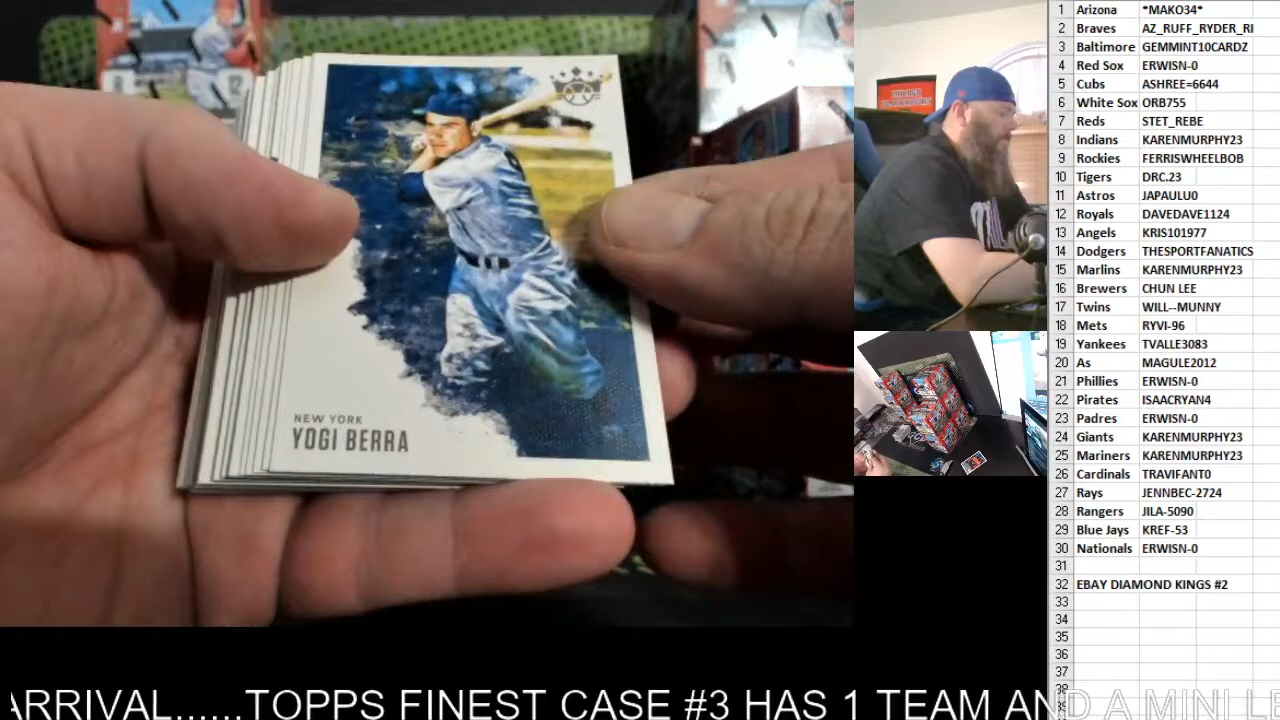 NEW YORK
YOGI BERRA
1 Arizona *MAKO34*
2 Braves AZ_RUFF_RYDER_RI
3 Baltimore GEMMINT10CARDZ
4 Red Sox ERWISN-0
5 Cubs ASHREE=6644
6 White Sox ORB755
7 Reds STET_REBE
8 Indians KARENMURPHY23
9 Rockies FERRISWHEELBOB
10 Tigers DRC.23
11 Astros JAPAULU0
12 Royals DAVEDAVE1124
13 Angels KRIS101977
14 Dodgers THESPORTFANATICS
15 Marlins KARENMURPHY23
16 Brewers CHUN LEE
17 Twins WILL--MUNNY
18 Mets RYVI-96
19 Yankees TVALLE3083
20 As MAGULE2012
21 Phillies ERWISN-0
22 Pirates ISAACRYAN4
23 Padres ERWISN-0
24 Giants KARENMURPHY23
25 Mariners KARENMURPHY23
26 Cardinals TRAVIFANT0
27 Rays JENNBEC-2724
28 Rangers JILA-5090
29 Blue Jays KREF-53
30 Nationals ERWISN-0
31
32 EBAY DIAMOND KINGS #2
33
34
35
36
37
38
ARRIVAL......TOPPS FINEST CASE #3 HAS 1 TEAM AND A MINI LE